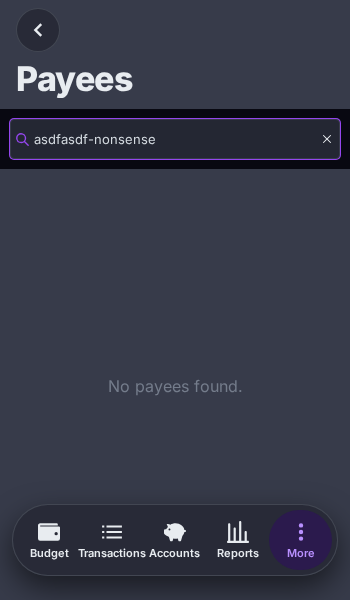 Payees
asdfasdf-nonsense
No payees found.
Budget
Transactions
Accounts
Reports
More